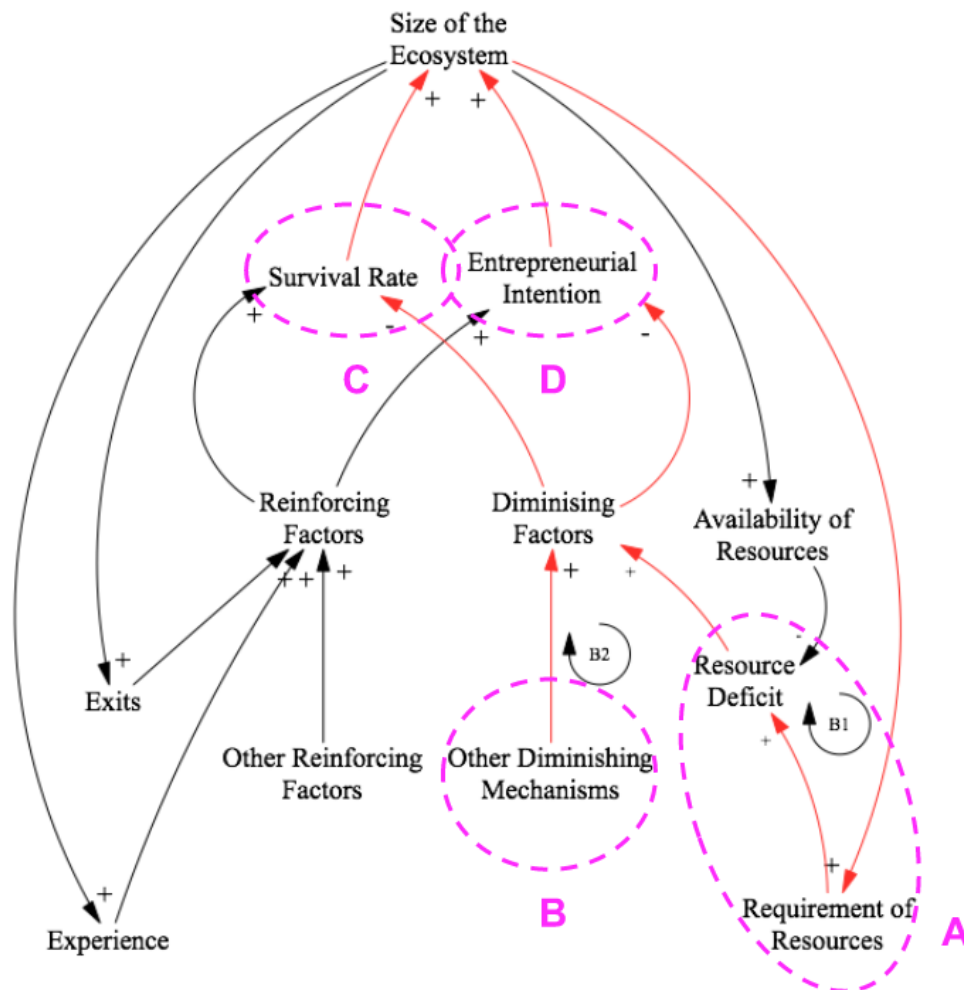 Size of the
Ecosystem
+
+
Survival Rate
Entrepreneurial
Intention
+
-
+
-
C
D
Reinforcing
Factors
Diminising
Factors
+
Availability of
Resources
+ +
+
+
+
B2
-
Resource
Deficit
B1
+
+
Exits
Other Reinforcing
Factors
Other Diminishing
Mechanisms
+
+
B
Requirement of
Resources
A
Experience